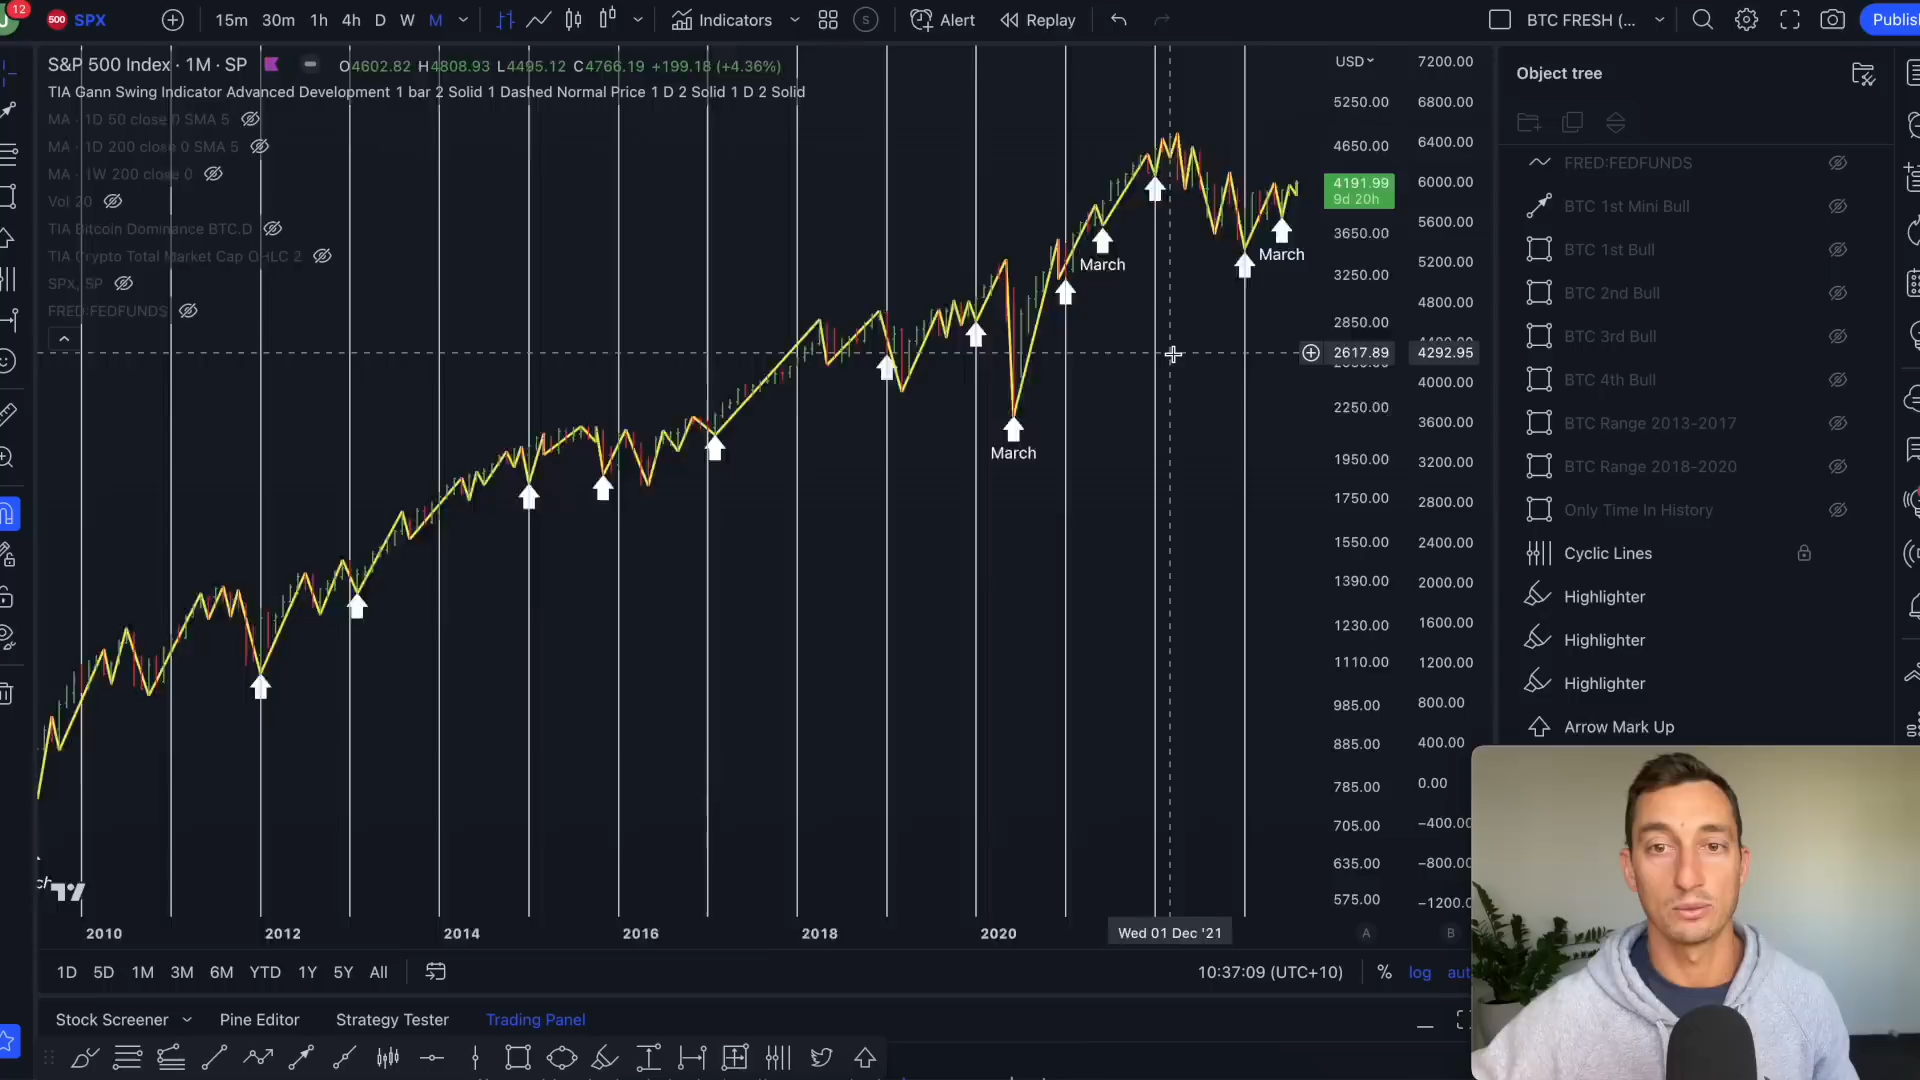 12
500 SPX 15m 30m 1h 4h D W M Indicators S Alert Replay BTC FRESH (... Publis
S&P 500 Index · 1M · SP O4602.82 H4808.93 L4495.12 C4766.19 +199.18 (+4.36%)
TIA Gann Swing Indicator Advanced Development 1 bar 2 Solid 1 Dashed Normal Price 1 D 2 Solid 1 D 2 Solid
MA · 1D 50 close 0 SMA 5
MA · 1D 200 close 0 SMA 5
MA · 1W 200 close 0
Vol 20
TIA Bitcoin Dominance BTC.D
TIA Crypto Total Market Cap OHLC 2
SPX, SP
FRED:FEDFUNDS
March
March
March
USD
5250.00
4650.00
4191.99
9d 20h
3650.00
3250.00
2850.00
2617.89
2250.00
1950.00
1750.00
1550.00
1390.00
1230.00
1110.00
985.00
885.00
785.00
705.00
635.00
575.00
A
7200.00
6800.00
6400.00
6000.00
5600.00
5200.00
4800.00
4292.95
4000.00
3600.00
3200.00
2800.00
2400.00
2000.00
1600.00
1200.00
800.00
400.00
0.00
−400.00
−800.00
−1200.0
B
2010 2012 2014 2016 2018 2020 Wed 01 Dec '21
1D 5D 1M 3M 6M YTD 1Y 5Y All 10:37:09 (UTC+10) % log aut
Stock Screener Pine Editor Strategy Tester Trading Panel
Object tree
FRED:FEDFUNDS
BTC 1st Mini Bull
BTC 1st Bull
BTC 2nd Bull
BTC 3rd Bull
BTC 4th Bull
BTC Range 2013-2017
BTC Range 2018-2020
Only Time In History
Cyclic Lines
Highlighter
Highlighter
Highlighter
Arrow Mark Up